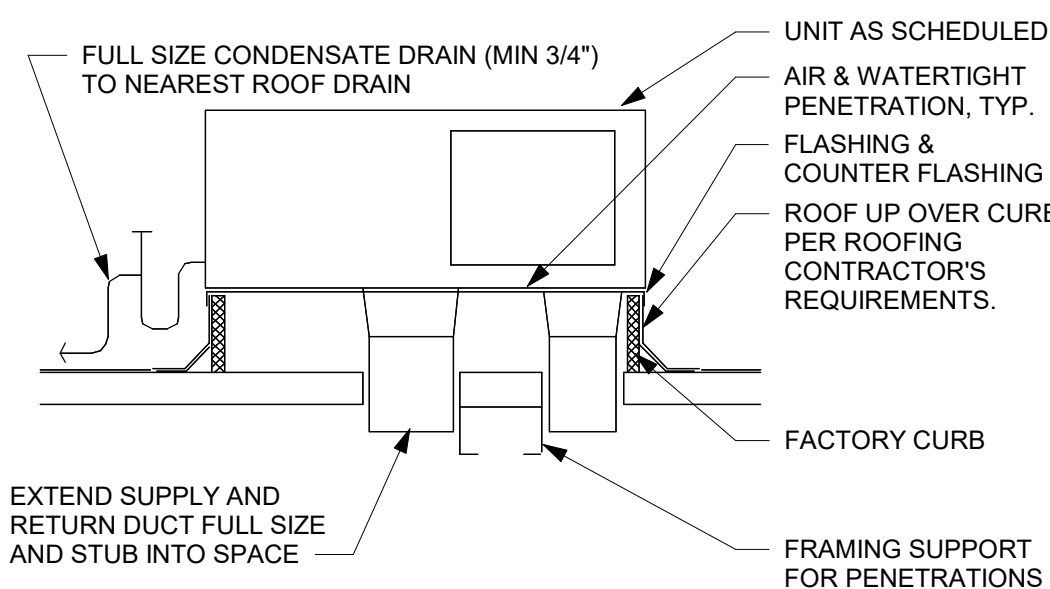 FULL SIZE CONDENSATE DRAIN (MIN 3/4")
TO NEAREST ROOF DRAIN
UNIT AS SCHEDULED
AIR & WATERTIGHT
PENETRATION, TYP.
FLASHING &
COUNTER FLASHING
ROOF UP OVER CURB
PER ROOFING
CONTRACTOR'S
REQUIREMENTS.
FACTORY CURB
EXTEND SUPPLY AND
RETURN DUCT FULL SIZE
AND STUB INTO SPACE
FRAMING SUPPORT
FOR PENETRATIONS